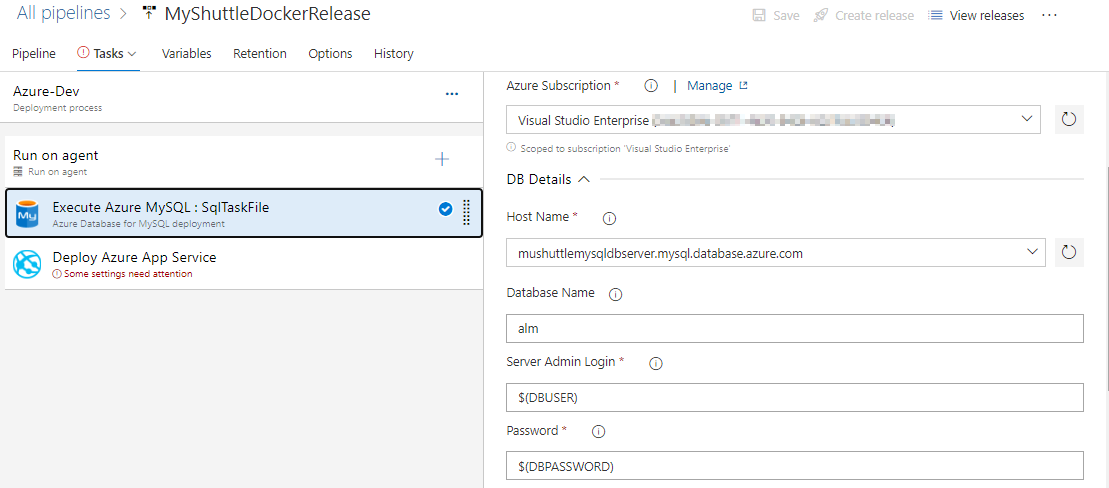 All pipelines > MyShuttleDockerRelease
Save Create release View releases ...
Pipeline Tasks Variables Retention Options History
Azure-Dev
Deployment process
Run on agent
Run on agent
My
Execute Azure MySQL : SqlTaskFile
Azure Database for MySQL deployment
Deploy Azure App Service
Some settings need attention
Azure Subscription * | Manage
Visual Studio Enterprise
Scoped to subscription 'Visual Studio Enterprise'
DB Details
Host Name *
mushuttlemysqldbserver.mysql.database.azure.com
Database Name
alm
Server Admin Login *
$(DBUSER)
Password *
$(DBPASSWORD)